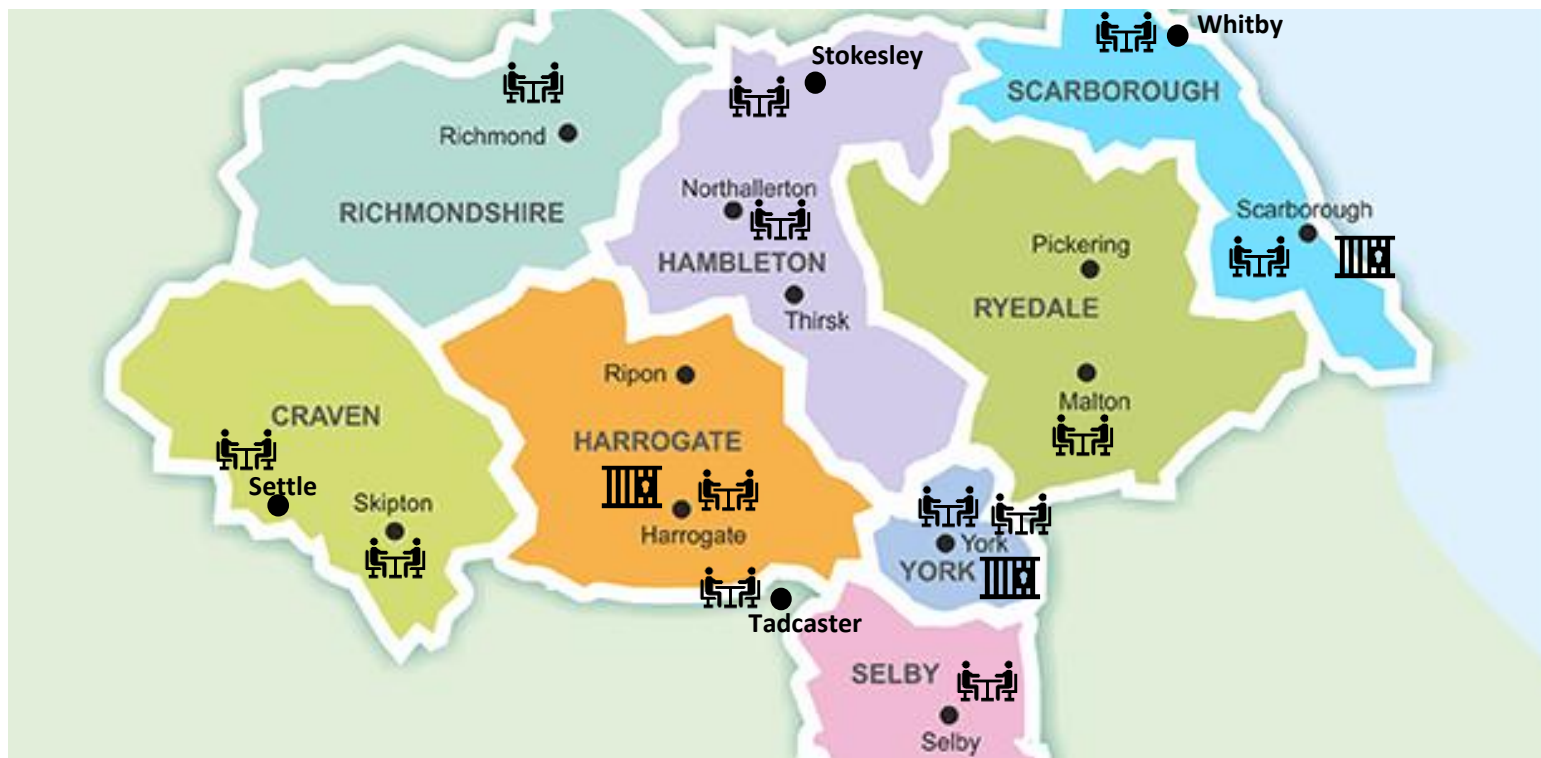 Whitby
Stokesley
SCARBOROUGH
Richmond
Northallerton
RICHMONDSHIRE
Scarborough
Pickering
HAMBLETON
RYEDALE
Thirsk
Ripon
Malton
CRAVEN
HARROGATE
Settle
Skipton
Harrogate
York
YORK
Tadcaster
SELBY
Selby